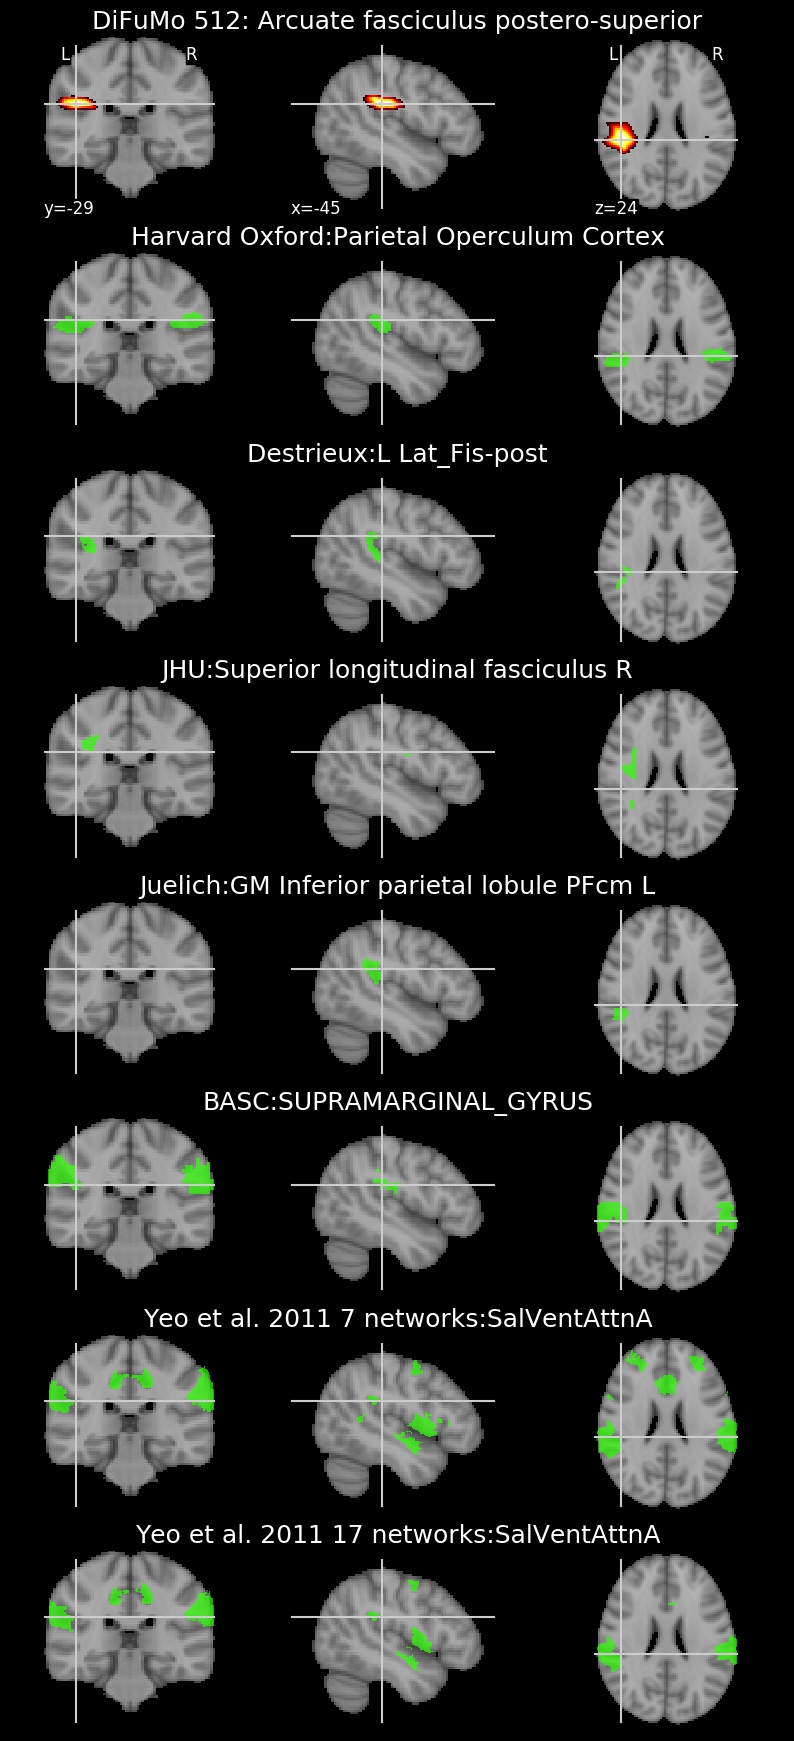 DiFuMo 512: Arcuate fasciculus postero-superior
L R L R
y=-29 x=-45 z=24
Harvard Oxford:Parietal Operculum Cortex
Destrieux:L Lat_Fis-post
JHU:Superior longitudinal fasciculus R
Juelich:GM Inferior parietal lobule PFcm L
BASC:SUPRAMARGINAL_GYRUS
Yeo et al. 2011 7 networks:SalVentAttnA
Yeo et al. 2011 17 networks:SalVentAttnA